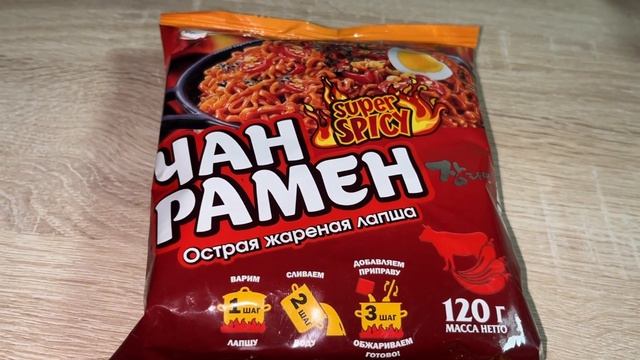 Super
SPICY
ЧАН
РАМЕН
Острая жареная лапша
ВАРИМ
1 ШАГ
ЛАПШУ
СЛИВАЕМ
2 ШАГ
ВОДУ
ДОБАВЛЯЕМ
ПРИПРАВУ
3 ШАГ
ОБЖАРИВАЕМ
ГОТОВО!
120 г
МАССА НЕТТО